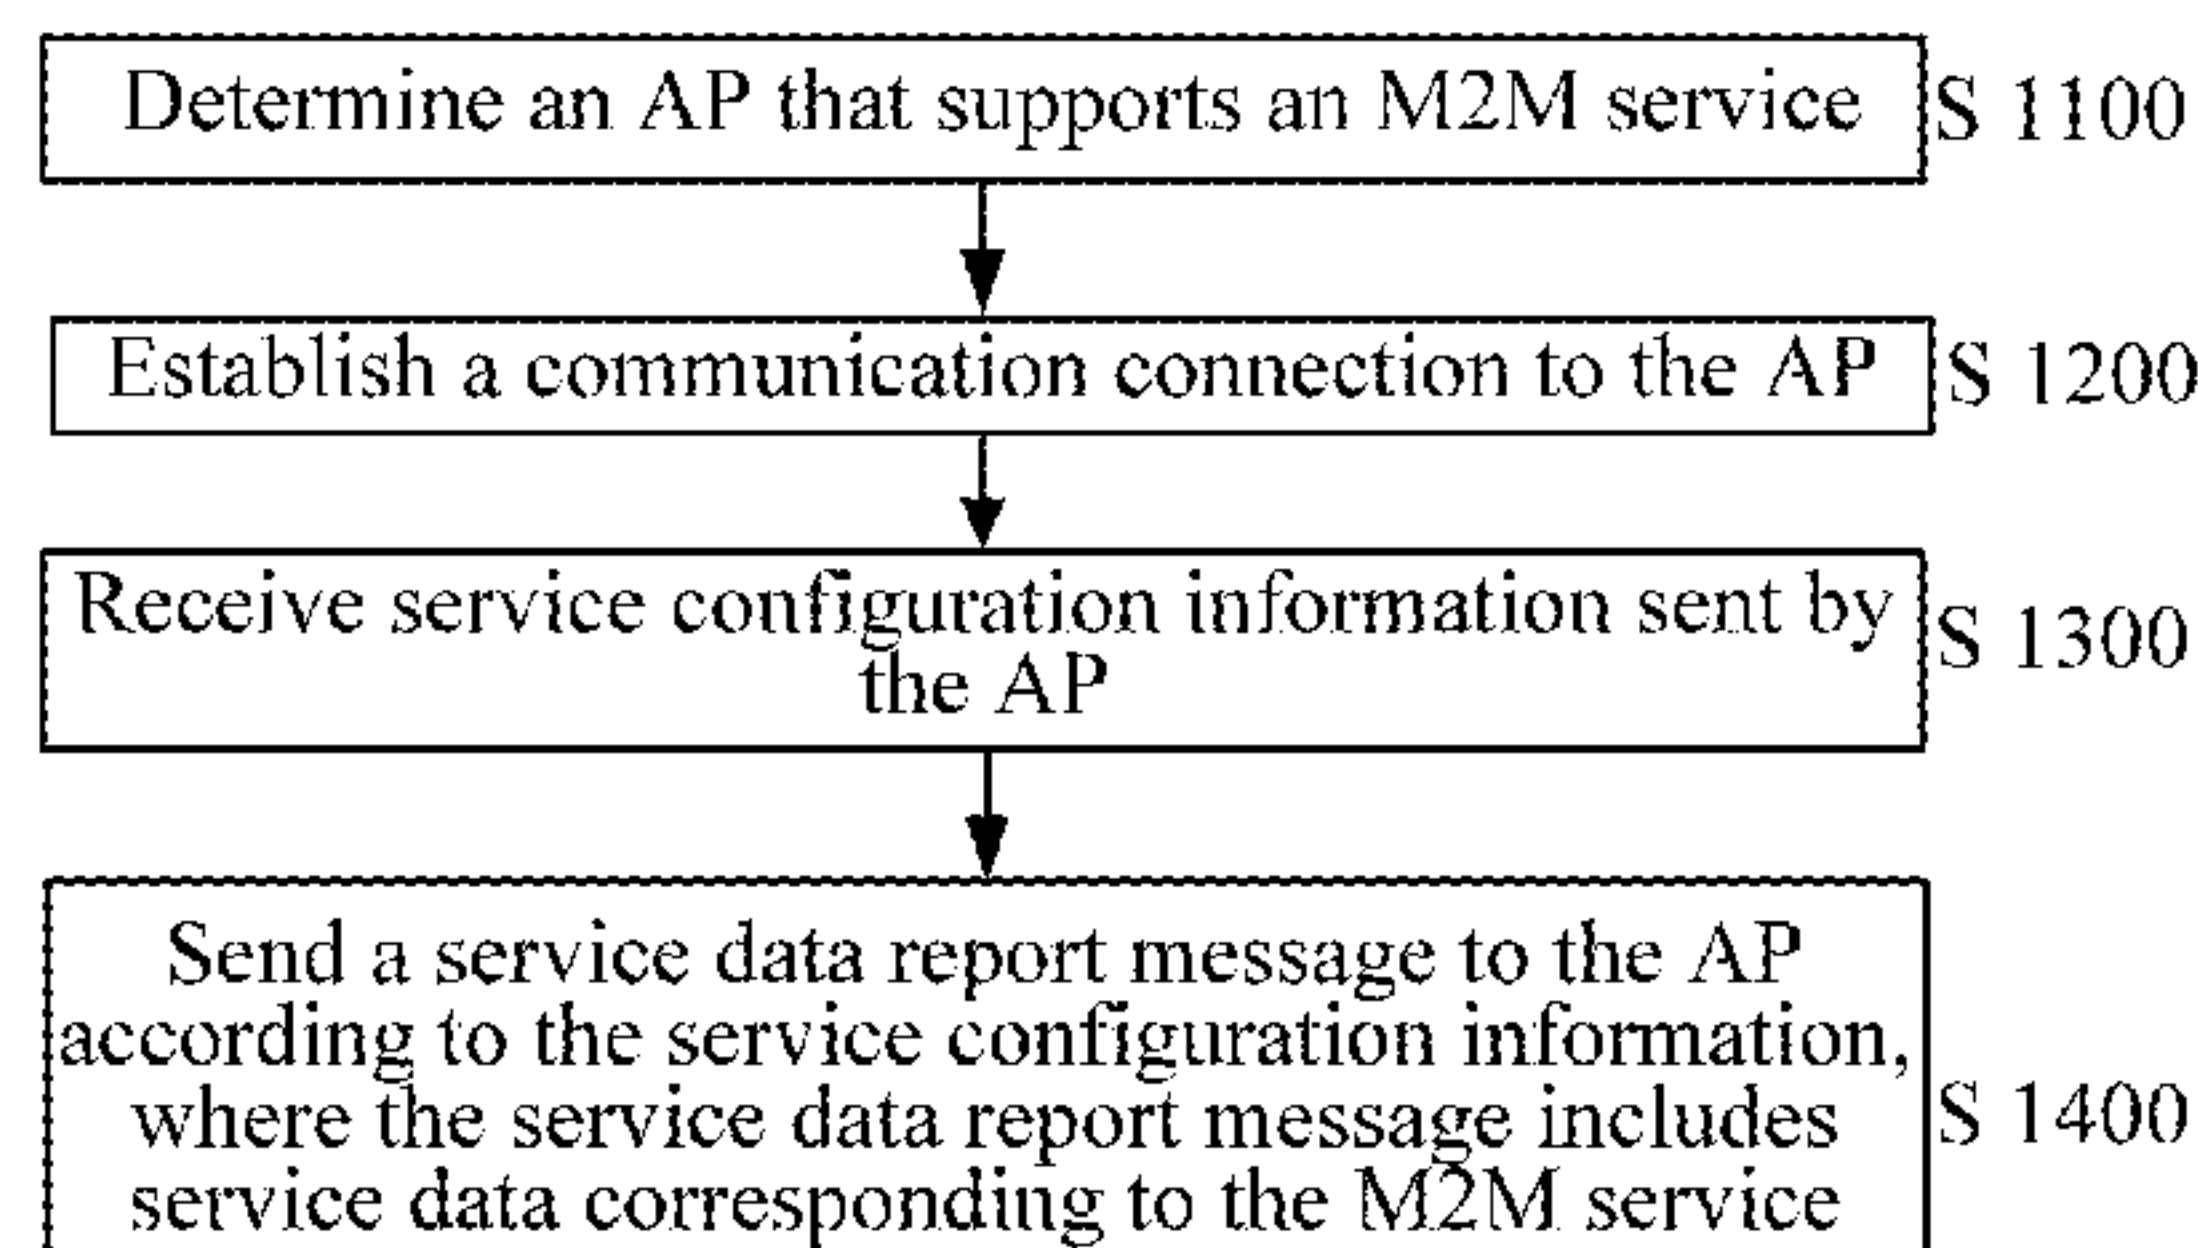 Determine an AP that supports an M2M service
S 1100
Establish a communication connection to the AP
S 1200
Receive service configuration information sent by
the AP
S 1300
Send a service data report message to the AP
according to the service configuration information,
where the service data report message includes
service data corresponding to the M2M service
S 1400